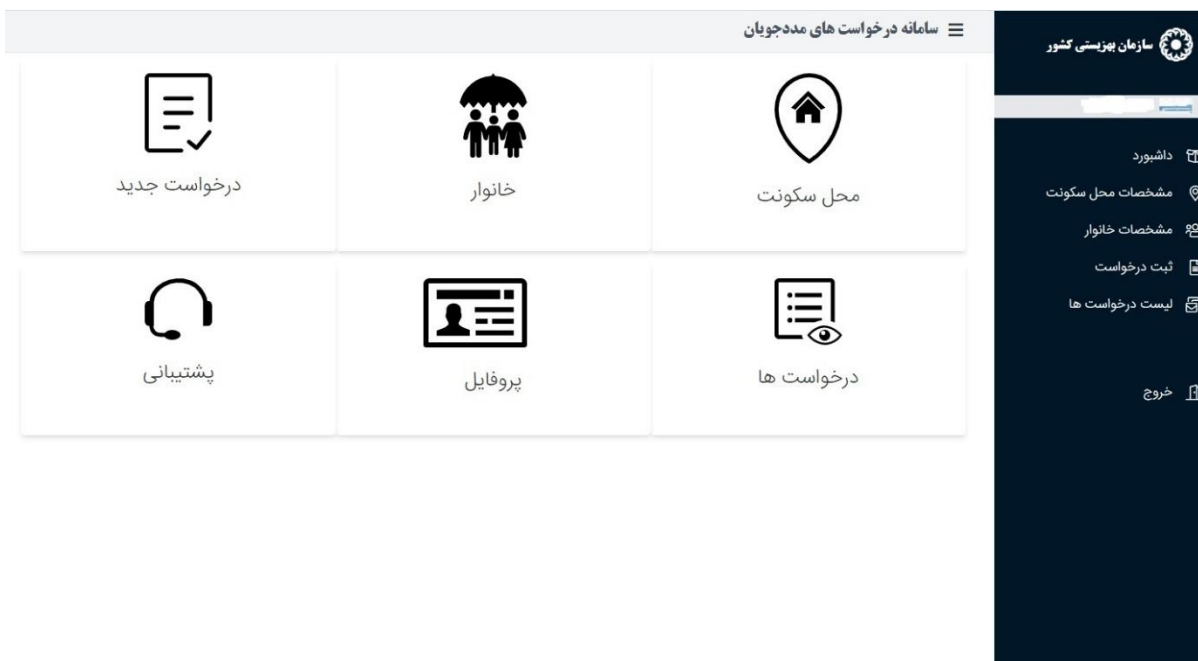 سازمان بهزیستی کشور
داشبورد
مشخصات محل سکونت
مشخصات خانوار
ثبت درخواست
لیست درخواست ها
خروج
سامانه درخواست های مددجویان
محل سکونت
خانوار
درخواست جدید
درخواست ها
پروفایل
پشتیبانی